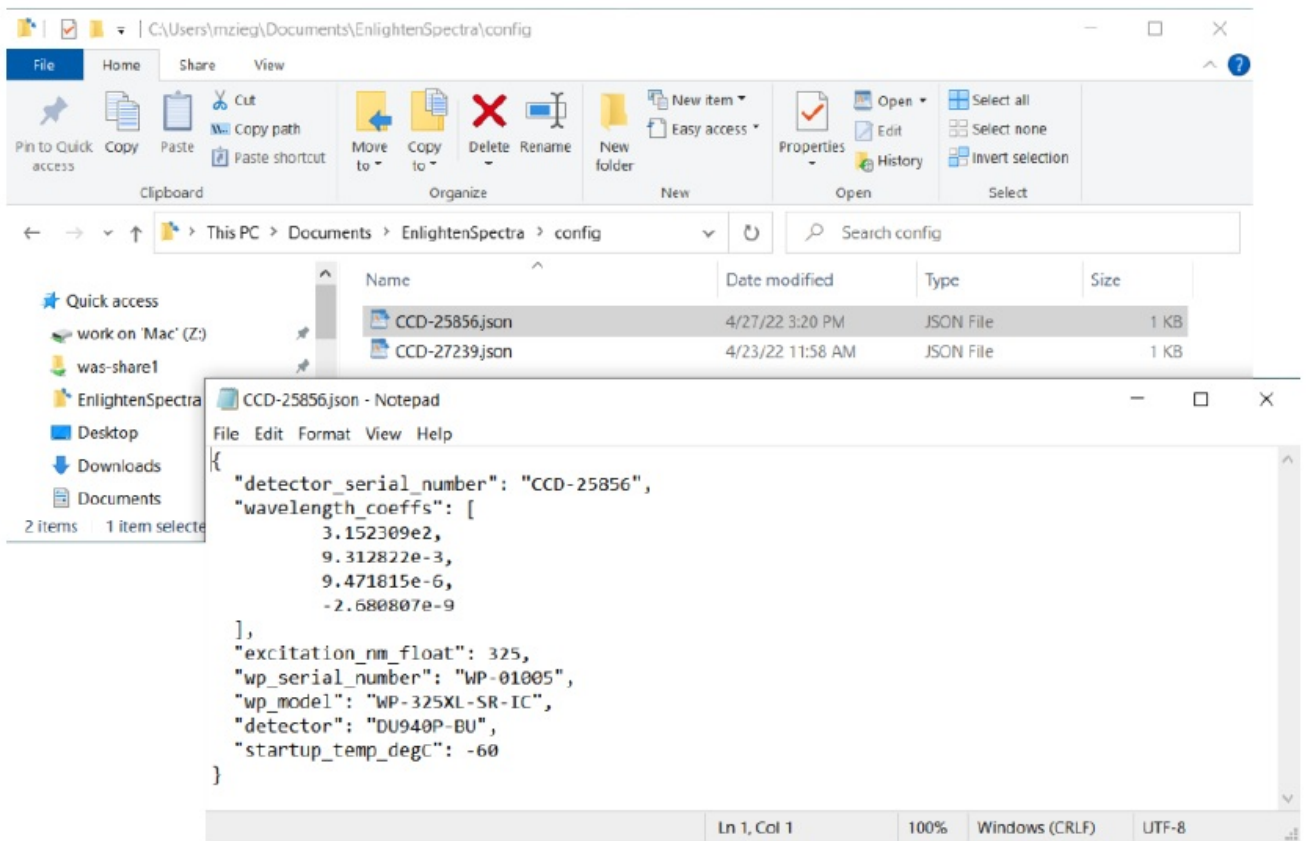 C:\Users\mzieg\Documents\EnlightenSpectra\config
File Home Share View
Pin to Quick access
Copy
Paste
Cut
Copy path
Paste shortcut
Clipboard
Move to
Copy to
Delete
Rename
Organize
New folder
New item
Easy access
New
Properties
Open
Edit
History
Open
Select all
Select none
Invert selection
Select
This PC > Documents > EnlightenSpectra > config
Search config
Name Date modified Type Size
CCD-25856.json 4/27/22 3:20 PM JSON File 1 KB
CCD-27239.json 4/23/22 11:58 AM JSON File 1 KB
Quick access
work on 'Mac' (Z:)
was-share1
EnlightenSpectra
Desktop
Downloads
Documents
2 items 1 item selecte
CCD-25856.json - Notepad
File Edit Format View Help
{
"detector_serial_number": "CCD-25856",
"wavelength_coeffs": [
3.152309e2,
9.312822e-3,
9.471815e-6,
-2.680807e-9
],
"excitation_nm_float": 325,
"wp_serial_number": "WP-01005",
"wp_model": "WP-325XL-SR-IC",
"detector": "DU940P-BU",
"startup_temp_degC": -60
}
Ln 1, Col 1 100% Windows (CRLF) UTF-8